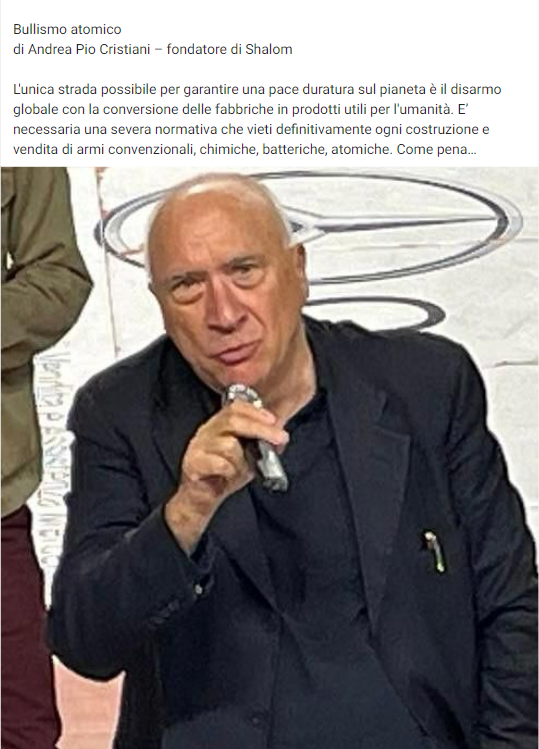 Bullismo atomico
di Andrea Pio Cristiani – fondatore di Shalom
L'unica strada possibile per garantire una pace duratura sul pianeta è il disarmo
globale con la conversione delle fabbriche in prodotti utili per l'umanità. E'
necessaria una severa normativa che vieti definitivamente ogni costruzione e
vendita di armi convenzionali, chimiche, batteriche, atomiche. Come pena…